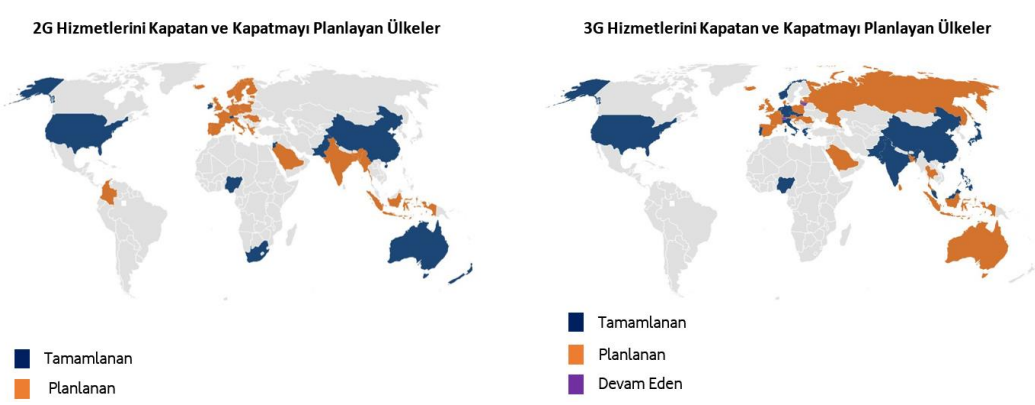 2G Hizmetlerini Kapatan ve Kapatmayı Planlayan Ülkeler
Tamamlanan
Planlanan
3G Hizmetlerini Kapatan ve Kapatmayı Planlayan Ülkeler
Tamamlanan
Planlanan
Devam Eden